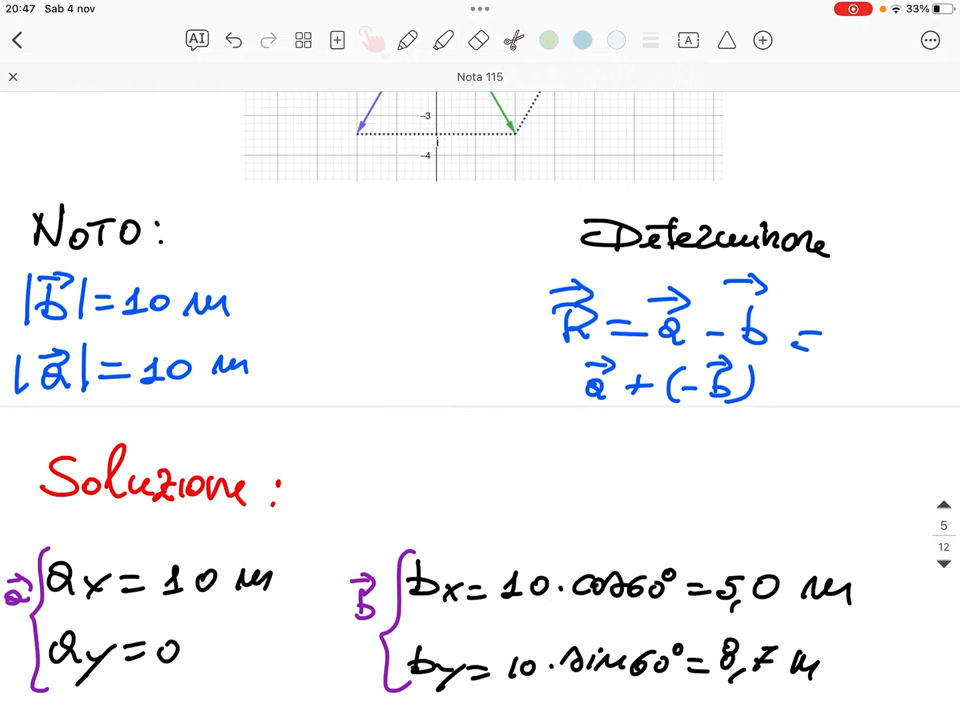 20:47 Sab 4 nov 33%
AI A
Nota 115
-3
-4
NOTO:
|b⃗| = 10 m
|a⃗| = 10 m
Determinare
R⃗ = a⃗ - b⃗ =
a⃗ + (-b⃗)
5
12
Soluzione:
a⃗ { ax = 10 m
ay = 0
b⃗ { bx = 10 · cos60° = 5,0 m
by = 10 · sin60° = 8,7 m